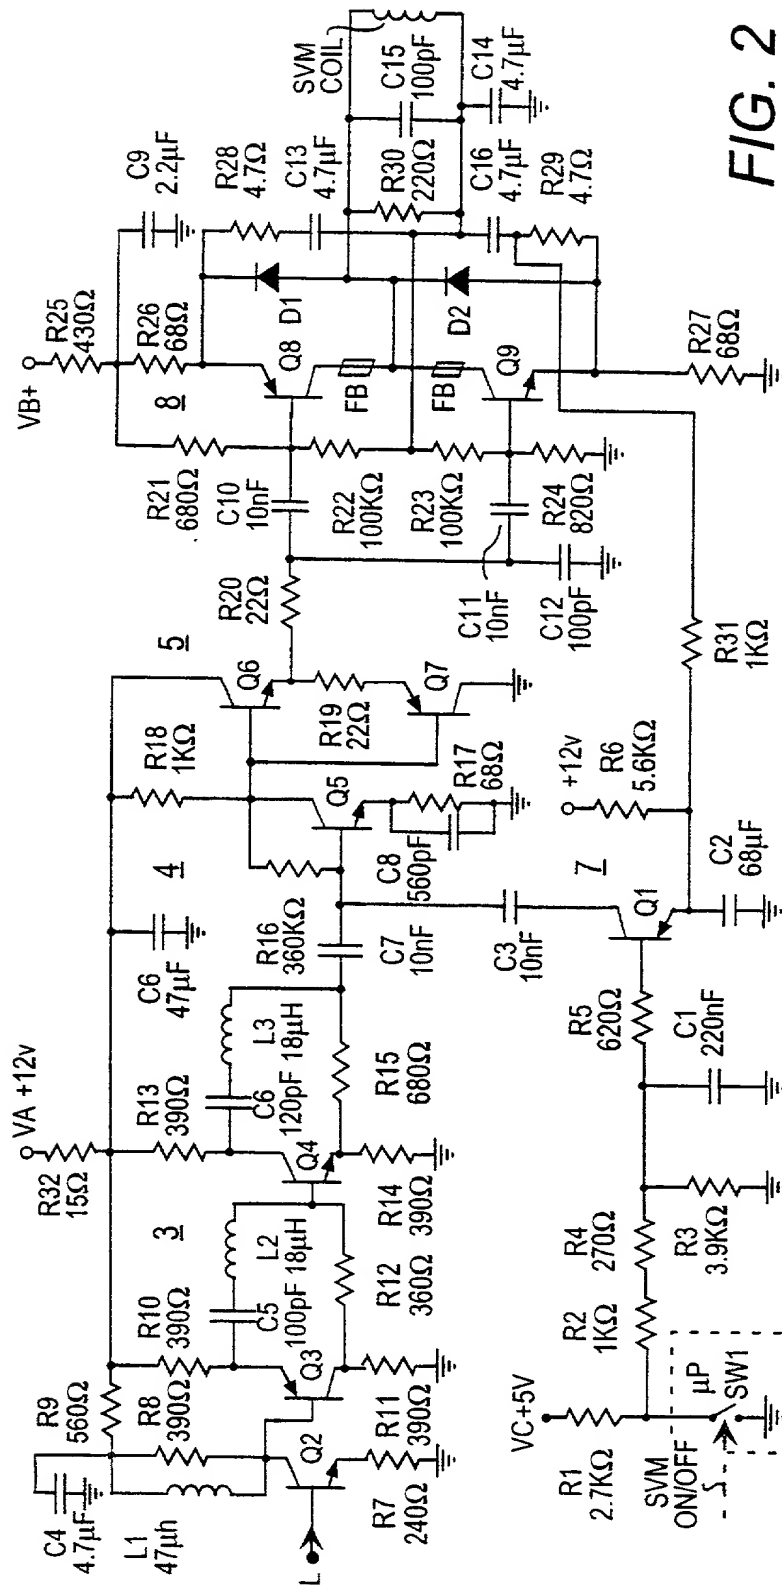 VA +12v
VB+
R32
15Ω
R25
430Ω
C9
2.2µF
R9
560Ω
R10
390Ω
R13
390Ω
C6
47µF
R18
1KΩ
R26
68Ω
R28
4.7Ω
C13
4.7µF
SVM
COIL
C15
100pF
C14
4.7µF
R30
220Ω
C16
4.7µF
R29
4.7Ω
C4
4.7µF
L1
47µh
R8
390Ω
3
4
5
8
R21
680Ω
C10
10nF
Q8
D1
FB
FB
D2
Q9
C5
100pF
L2
18µH
C6
120pF
L3
18µH
R16
360KΩ
Q6
R20
22Ω
R22
100KΩ
R23
100KΩ
R27
68Ω
Q2
Q3
Q4
Q5
R19
22Ω
Q7
C11
10nF
R24
820Ω
C12
100pF
L
R7
240Ω
R11
390Ω
R12
360Ω
R14
390Ω
R15
680Ω
C7
10nF
C8
560pF
R17
68Ω
C3
10nF
7
+12v
R6
5.6KΩ
R31
1KΩ
VC+5V
R1
2.7KΩ
R2
1KΩ
R4
270Ω
R3
3.9KΩ
R5
620Ω
C1
220nF
Q1
C2
68µF
SVM
ON/OFF
µP
SW1
FIG. 2